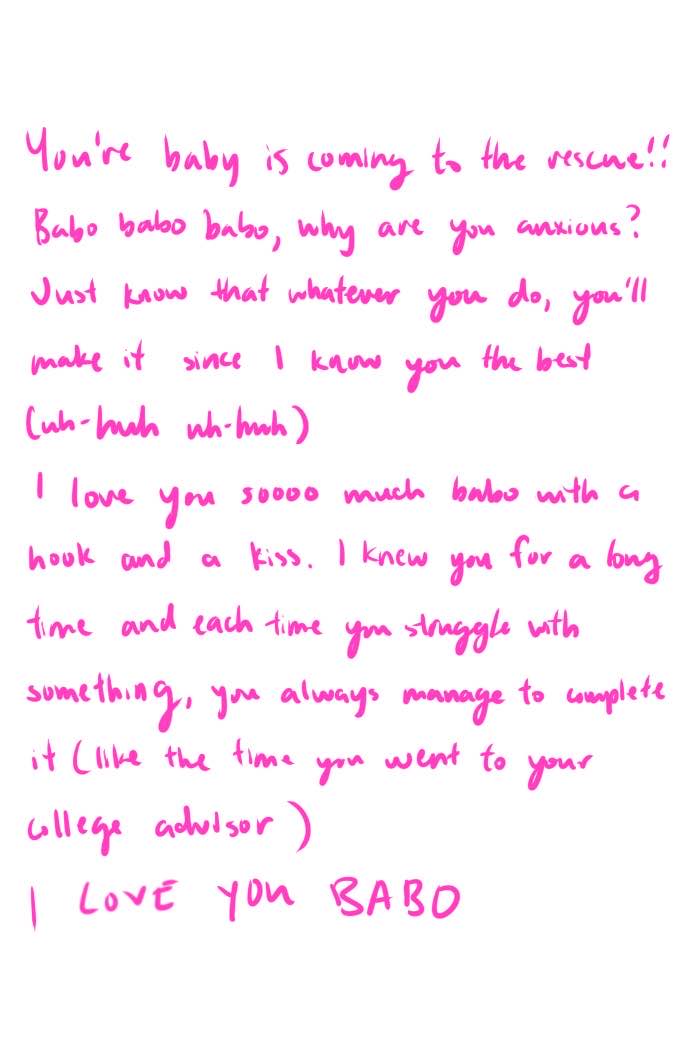 You're baby is coming to the rescue!!
Babo babo babo, why are you anxious?
Just know that whatever you do, you'll
make it since I know you the best
(uh-huh uh-huh)
I love you soooo much babo with a
hook and a kiss. I knew you for a long
time and each time you struggle with
something, you always manage to complete
it (like the time you went to your
college advisor)
I LOVE YOU BABO